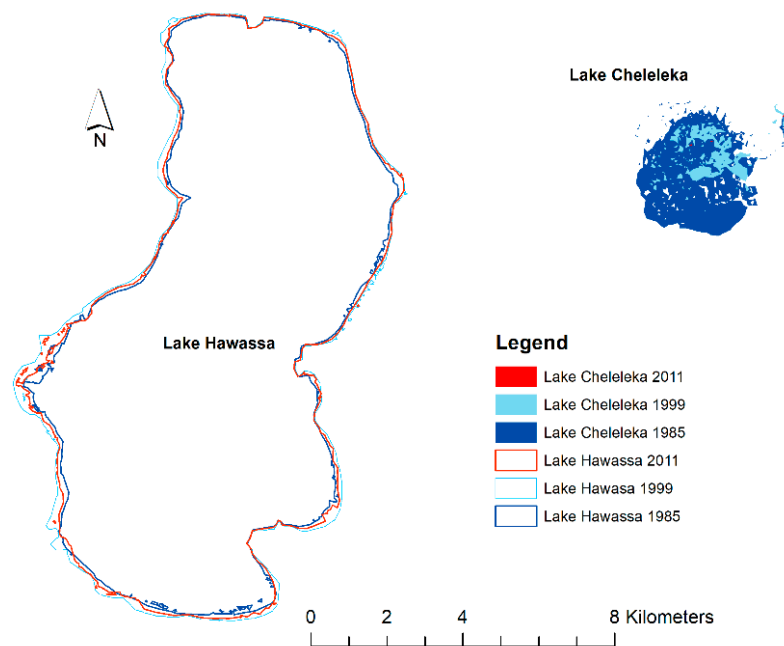 Lake Cheleleka
N
Lake Hawassa
Legend
Lake Cheleleka 2011
Lake Cheleleka 1999
Lake Cheleleka 1985
Lake Hawassa 2011
Lake Hawasa 1999
Lake Hawassa 1985
0 2 4 8 Kilometers